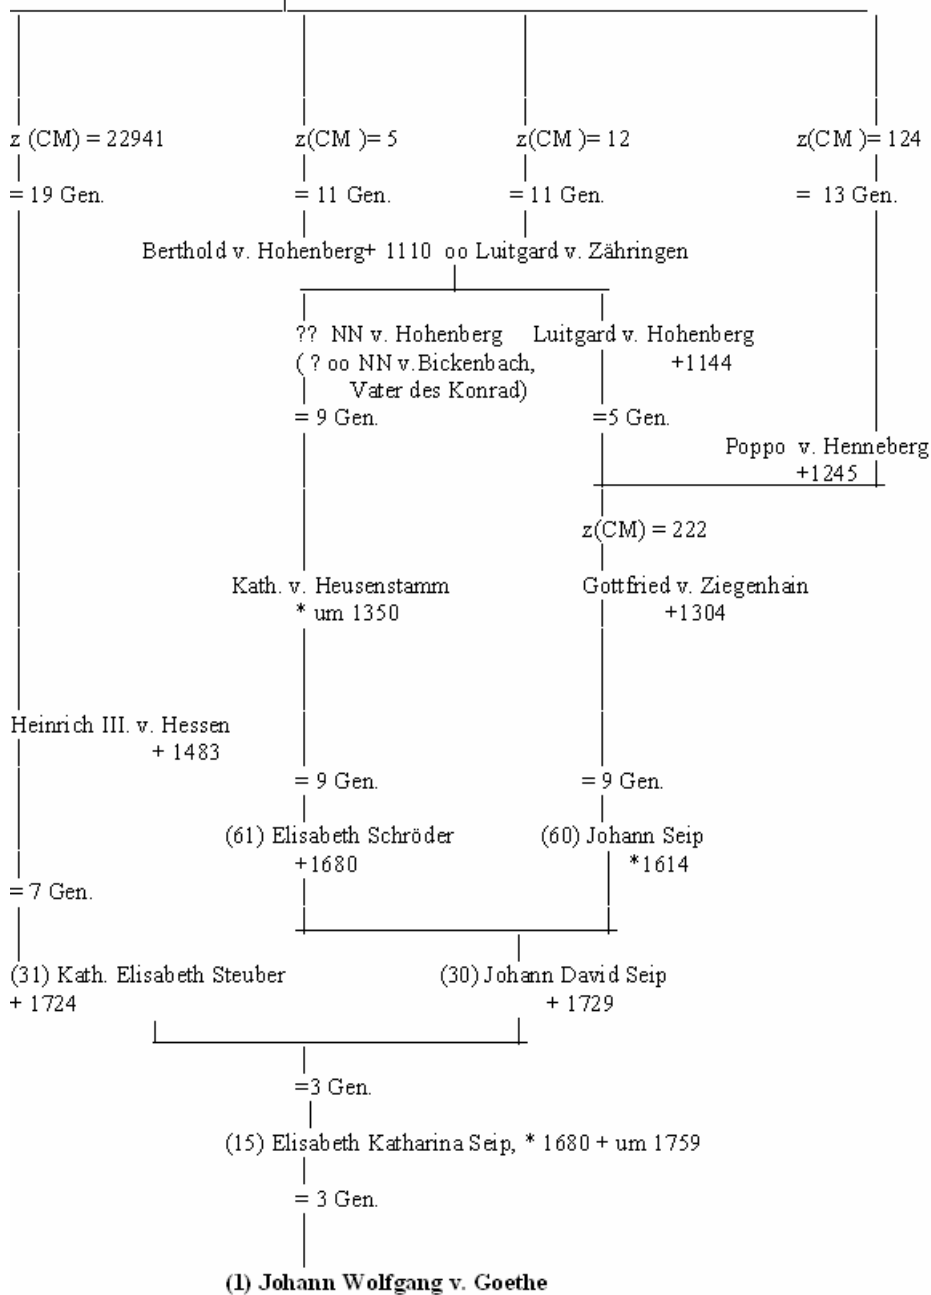 z (CM) = 22941 z(CM )= 5 z(CM )= 12 z(CM )= 124
= 19 Gen. = 11 Gen. = 11 Gen. = 13 Gen.
Berthold v. Hohenberg+ 1110 oo Luitgard v. Zähringen
?? NN v. Hohenberg Luitgard v. Hohenberg
( ? oo NN v.Bickenbach, +1144
Vater des Konrad)
= 9 Gen. =5 Gen.
Poppo v. Henneberg
+1245
z(CM) = 222
Kath. v. Heusenstamm Gottfried v. Ziegenhain
* um 1350 +1304
Heinrich III. v. Hessen
+ 1483
= 9 Gen. = 9 Gen.
(61) Elisabeth Schröder (60) Johann Seip
+1680 *1614
= 7 Gen.
(31) Kath. Elisabeth Steuber (30) Johann David Seip
+ 1724 + 1729
=3 Gen.
(15) Elisabeth Katharina Seip, * 1680 + um 1759
= 3 Gen.
(1) Johann Wolfgang v. Goethe